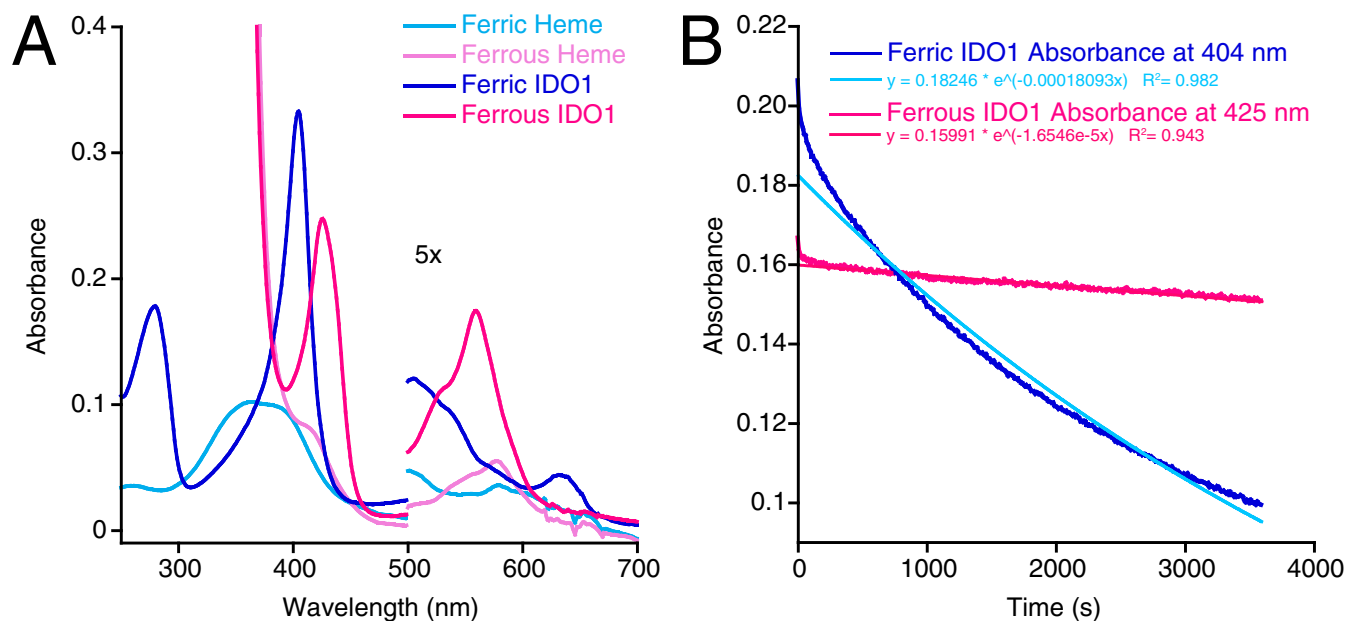 A
Ferric Heme
Ferrous Heme
Ferric IDO1
Ferrous IDO1
5x
0.4
0.3
0.2
0.1
0
Absorbance
300
400
500
600
700
Wavelength (nm)
B
Ferric IDO1 Absorbance at 404 nm
y = 0.18246 * e^(-0.00018093x) R²= 0.982
Ferrous IDO1 Absorbance at 425 nm
y = 0.15991 * e^(-1.6546e-5x) R²= 0.943
0.22
0.20
0.18
0.16
0.14
0.12
0.1
Absorbance
0
1000
2000
3000
4000
Time (s)